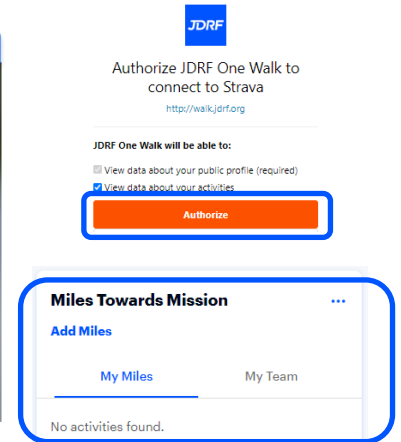 JDRF
Authorize JDRF One Walk to
connect to Strava
http://walk.jdrf.org
JDRF One Walk will be able to:
View data about your public profile (required)
View data about your activities
Authorize
Miles Towards Mission
Add Miles
My Miles My Team
No activities found.